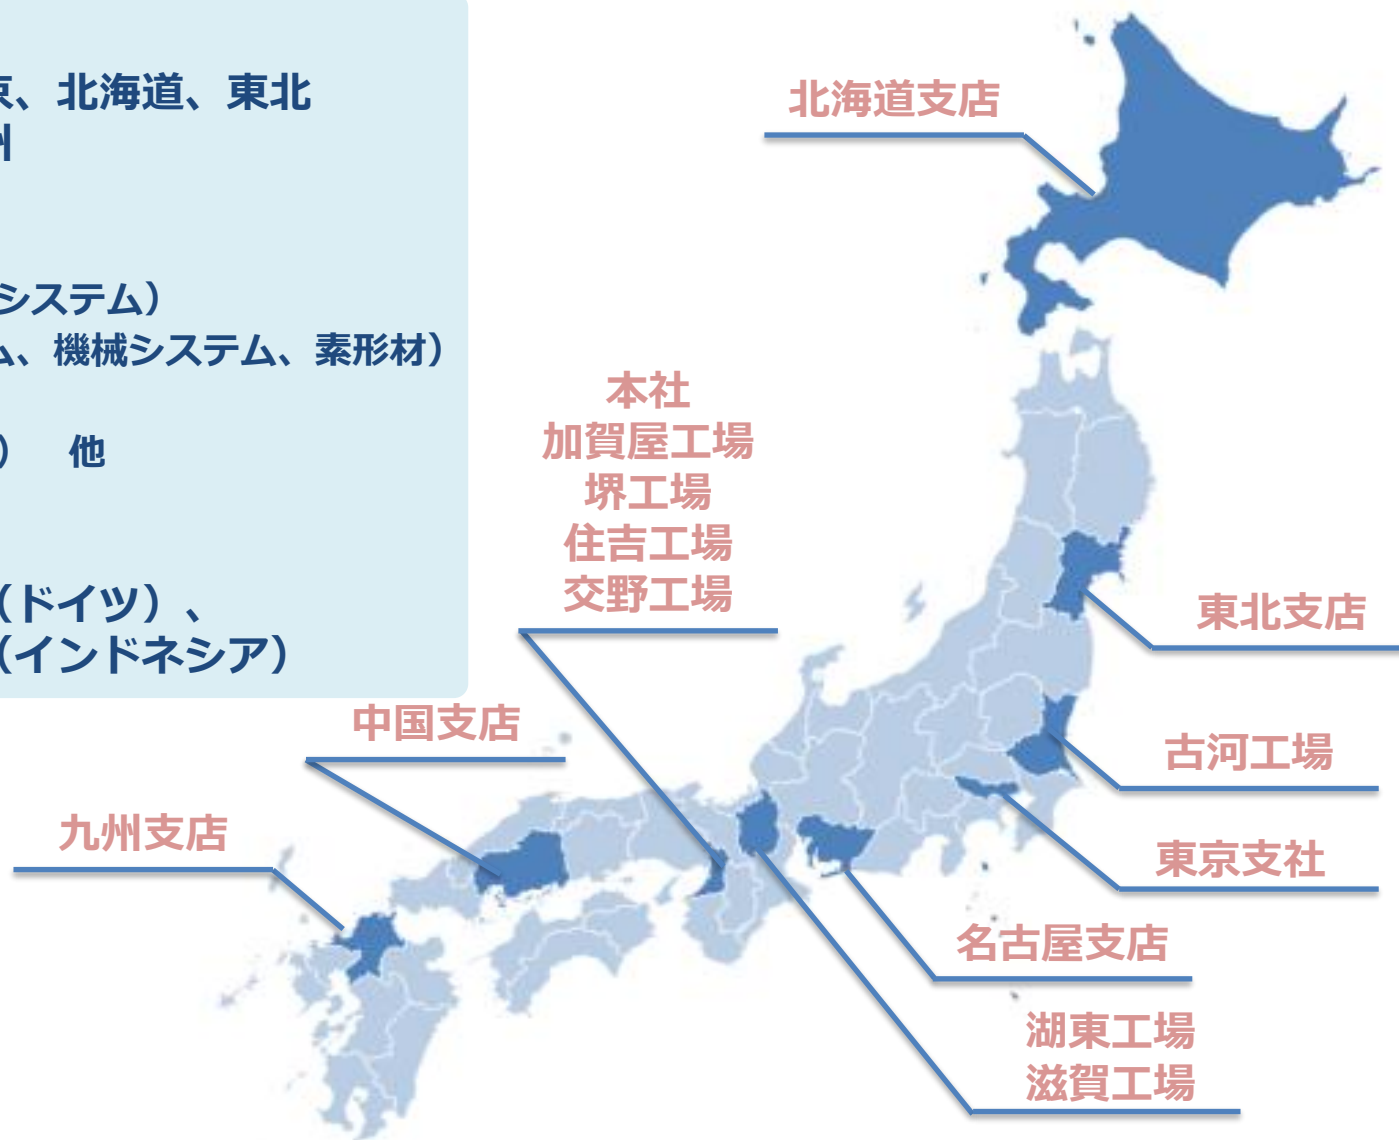 京、北海道、東北
州
システム）
ム、機械システム、素形材）
） 他
（ドイツ）、
（インドネシア）
北海道支店
本社
加賀屋工場
堺工場
住吉工場
交野工場
東北支店
中国支店
古河工場
九州支店
東京支社
名古屋支店
湖東工場
滋賀工場